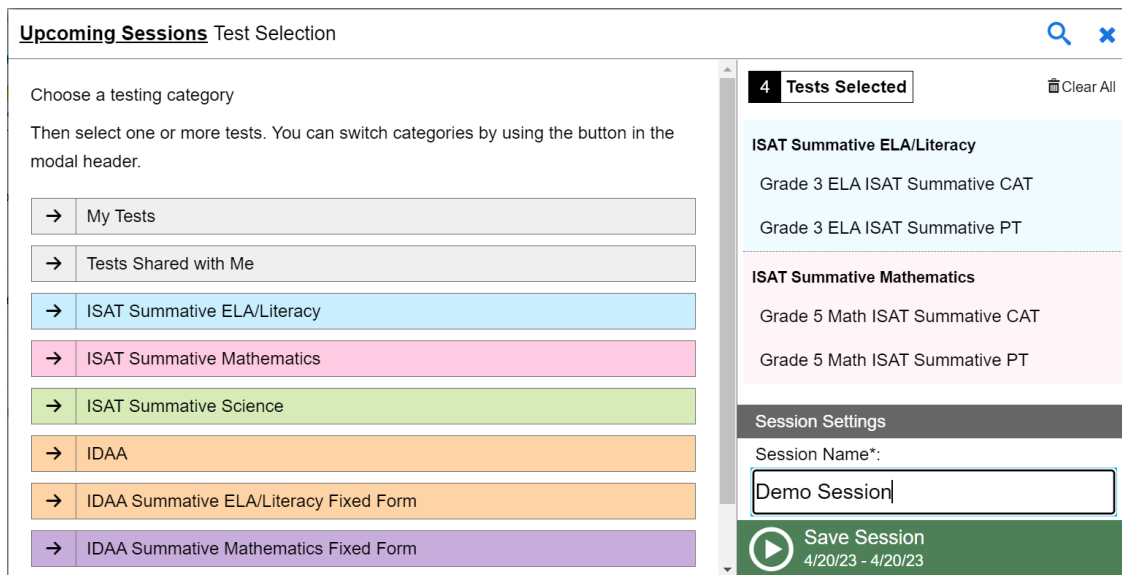 Upcoming Sessions Test Selection
Choose a testing category
Then select one or more tests. You can switch categories by using the button in the
modal header.
My Tests
Tests Shared with Me
ISAT Summative ELA/Literacy
ISAT Summative Mathematics
ISAT Summative Science
IDAA
IDAA Summative ELA/Literacy Fixed Form
IDAA Summative Mathematics Fixed Form
4 Tests Selected
Clear All
ISAT Summative ELA/Literacy
Grade 3 ELA ISAT Summative CAT
Grade 3 ELA ISAT Summative PT
ISAT Summative Mathematics
Grade 5 Math ISAT Summative CAT
Grade 5 Math ISAT Summative PT
Session Settings
Session Name*:
Demo Session
Save Session
4/20/23 - 4/20/23